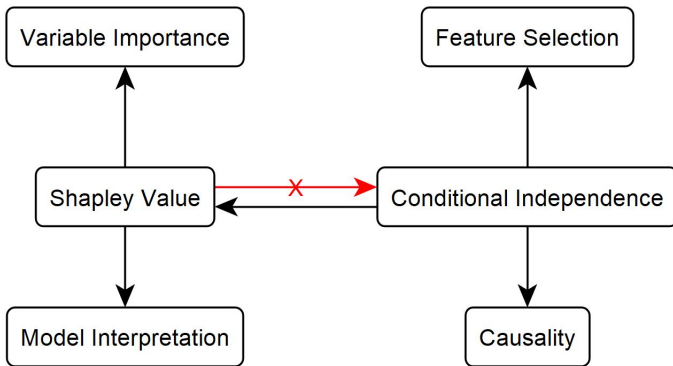 Variable Importance
Feature Selection
Shapley Value
X
Conditional Independence
Model Interpretation
Causality